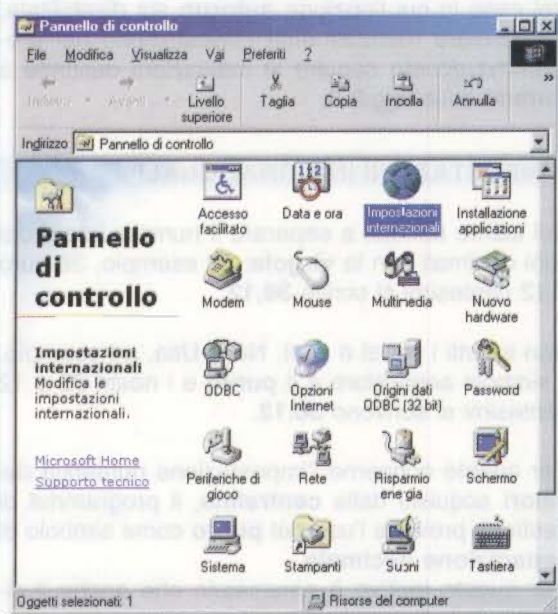 Pannello di controllo
File Modifica Visualizza Vai Preferiti ?
Indietro Avanti Livello superiore Taglia Copia Incolla Annulla »
Indirizzo Pannello di controllo
Pannello
di
controllo
Impostazioni
internazionali
Modifica le
impostazioni
internazionali.
Microsoft Home
Supporto tecnico
Accesso facilitato
Data e ora
Impostazioni internazionali
Installazione applicazioni
Modem
Mouse
Multimedia
Nuovo hardware
ODBC
Opzioni Internet
Origini dati ODBC (32 bit)
Password
Periferiche di gioco
Rete
Risparmio energia
Schermo
Sistema
Stampanti
Suoni
Tastiera
Oggetti selezionati: 1 Risorse del computer